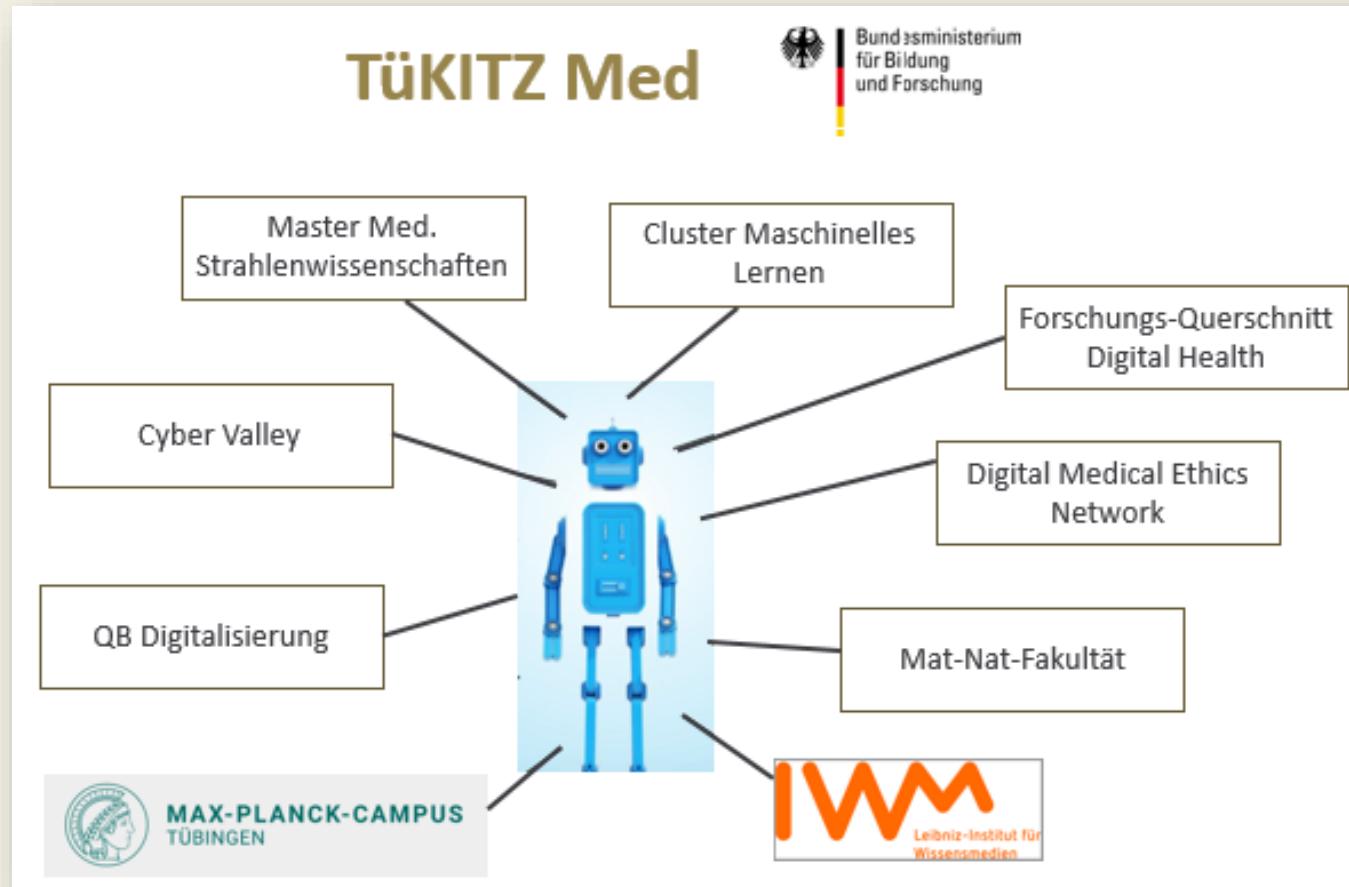 TüKITZ Med
Bundesministerium
für Bildung
und Forschung
Master Med.
Strahlenwissenschaften
Cluster Maschinelles
Lernen
Forschungs-Querschnitt
Digital Health
Cyber Valley
Digital Medical Ethics
Network
QB Digitalisierung
Mat-Nat-Fakultät
MAX-PLANCK-CAMPUS
TÜBINGEN
IWM
Leibniz-Institut für
Wissensmedien